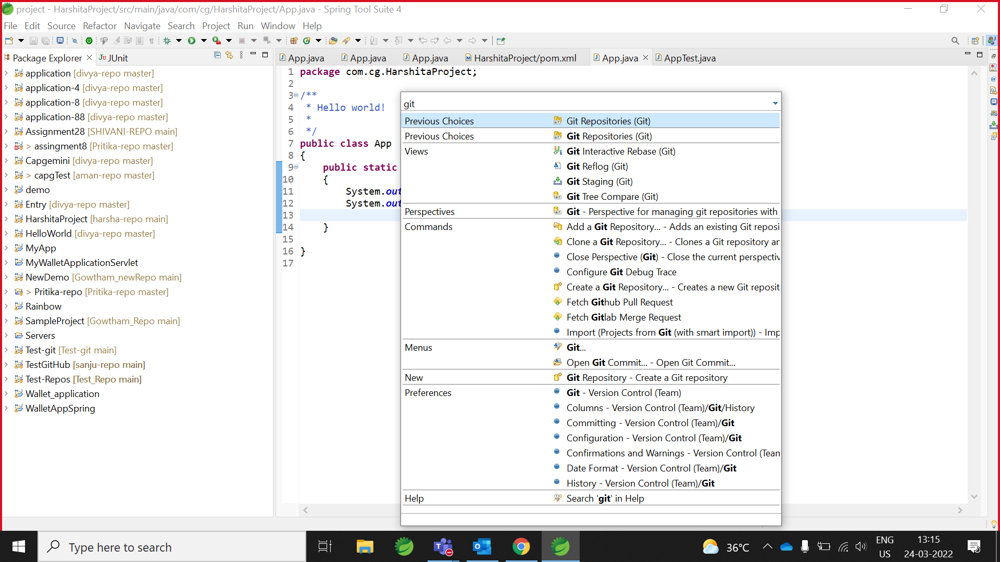 project - HarshitaProject/src/main/java/com/cg/HarshitaProject/App.java - Spring Tool Suite 4
File Edit Source Refactor Navigate Search Project Run Window Help
Package Explorer
JUnit
App.java
App.java
App.java
HarshitaProject/pom.xml
App.java
AppTest.java
application [divya-repo master]
application-4 [divya-repo master]
application-8 [divya-repo master]
application-88 [divya-repo master]
Assignment28 [SHIVANI-REPO main]
> assingment8 [Pritika-repo master]
Capgemini [divya-repo master]
> capgTest [aman-repo master]
demo
Entry [divya-repo master]
HarshitaProject [harsha-repo main]
HelloWorld [divya-repo master]
MyApp
MyWalletApplicationServlet
NewDemo [Gowtham_newRepo main]
> Pritika-repo [Pritika-repo master]
Rainbow
SampleProject [Gowtham_Repo main]
Servers
Test-git [Test-git main]
TestGitHub [sanju-repo main]
Test-Repos [Test_Repo main]
Wallet_application
WalletAppSpring
1 package com.cg.HarshitaProject;
2
3 /**
4 * Hello world!
5 *
6 */
7 public class App
8 {
9 public static
10 {
11 System.out
12 System.out
13
14 }
15
16 }
17
git
Previous Choices Git Repositories (Git)
Previous Choices Git Repositories (Git)
Views Git Interactive Rebase (Git)
Git Reflog (Git)
Git Staging (Git)
Git Tree Compare (Git)
Perspectives Git - Perspective for managing git repositories with
Commands Add a Git Repository... - Adds an existing Git reposi
Clone a Git Repository... - Clones a Git repository ar
Close Perspective (Git) - Close the current perspectiv
Configure Git Debug Trace
Create a Git Repository... - Creates a new Git reposit
Fetch Github Pull Request
Fetch Gitlab Merge Request
Import (Projects from Git (with smart import)) - Imp
Menus Git...
Open Git Commit... - Open Git Commit...
New Git Repository - Create a Git repository
Preferences Git - Version Control (Team)
Columns - Version Control (Team)/Git/History
Committing - Version Control (Team)/Git
Configuration - Version Control (Team)/Git
Confirmations and Warnings - Version Control (Tean
Date Format - Version Control (Team)/Git
History - Version Control (Team)/Git
Help Search 'git' in Help
Type here to search
36°C
ENG
US
13:15
24-03-2022